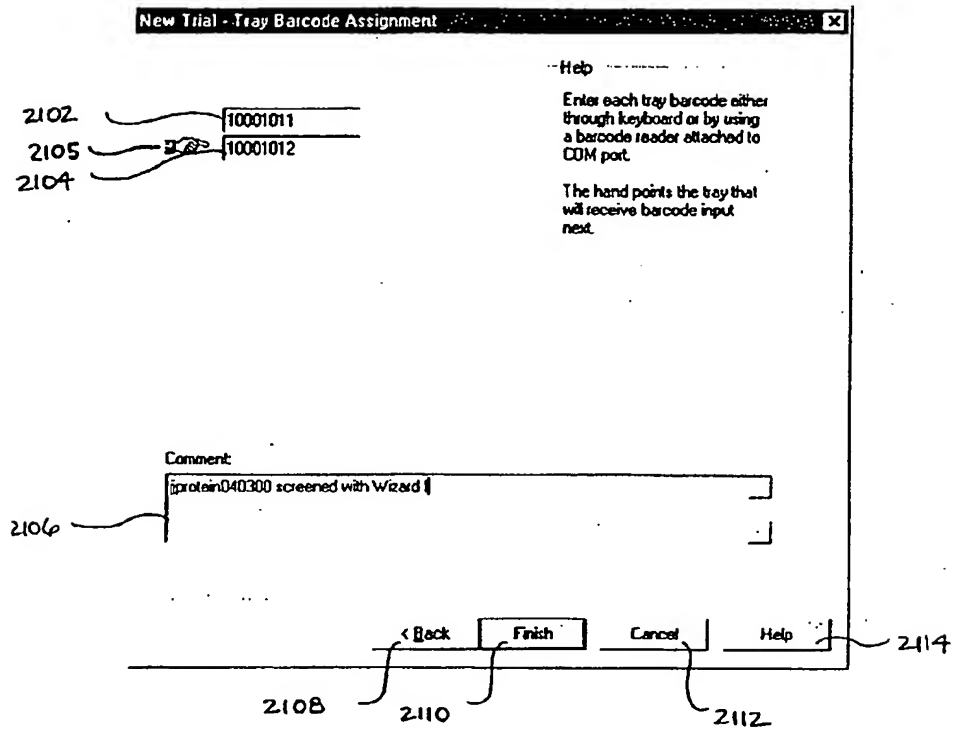 New Trial - Tray Barcode Assignment
Help
Enter each tray barcode either
through keyboard or by using
a barcode reader attached to
COM port.
The hand points the tray that
will receive barcode input
next.
2102
10001011
2105
10001012
2104
Comment:
protein040300 screened with Wizard
2106
< Back
Finish
Cancel
Help
2114
2108
2110
2112